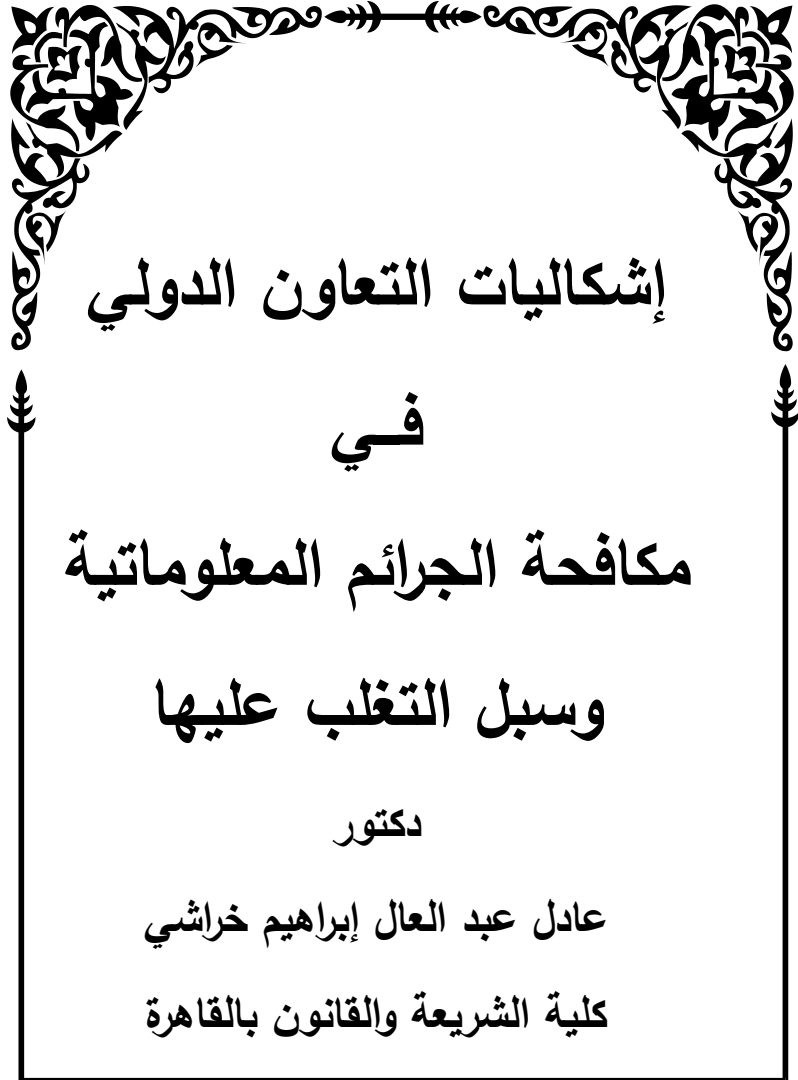 إشكاليات التعاون الدولي
فـــي
مكافحة الجرائم المعلوماتية
وسبل التغلب عليها
دكتور
عادل عبد العال إبراهيم خراشي
كلية الشريعة والقانون بالقاهرة